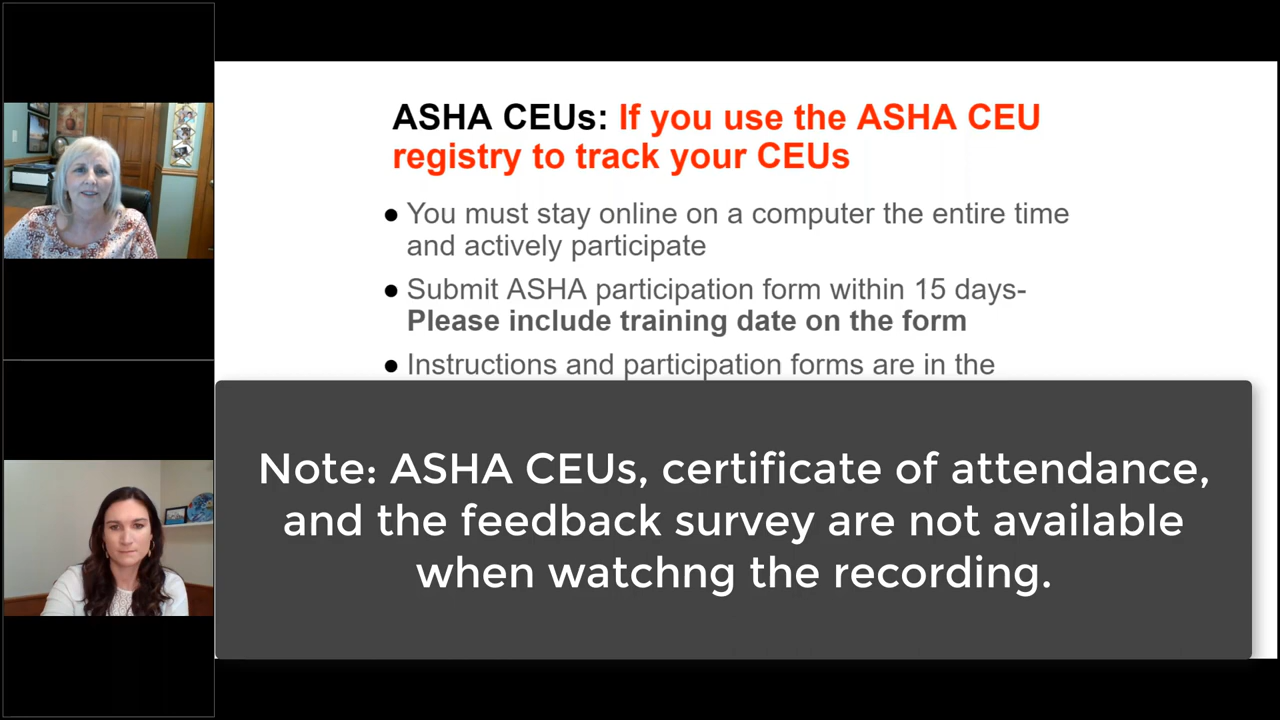 ASHA CEUs: If you use the ASHA CEU
registry to track your CEUs
● You must stay online on a computer the entire time
and actively participate
● Submit ASHA participation form within 15 days-
Please include training date on the form
● Instructions and participation forms are in the
Note: ASHA CEUs, certificate of attendance,
and the feedback survey are not available
when watchng the recording.